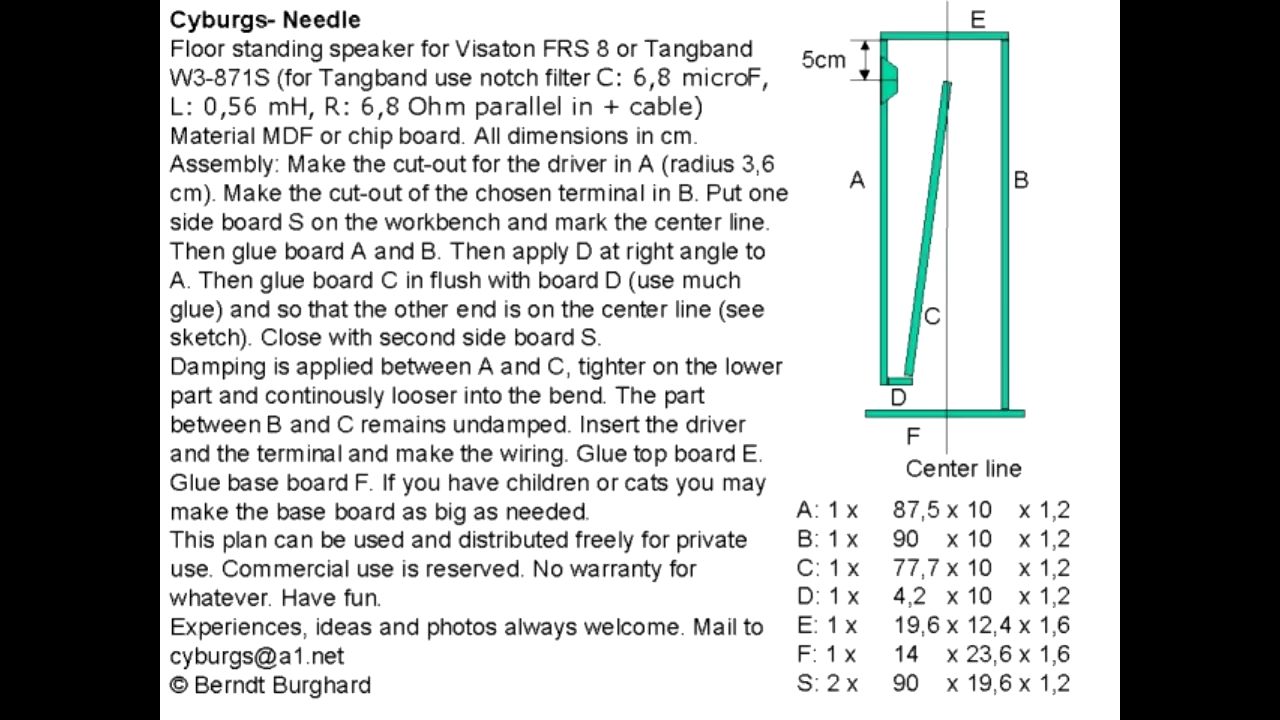 Cyburgs- Needle
Floor standing speaker for Visaton FRS 8 or Tangband
W3-871S (for Tangband use notch filter C: 6,8 microF,
L: 0,56 mH, R: 6,8 Ohm parallel in + cable)
Material MDF or chip board. All dimensions in cm.
Assembly: Make the cut-out for the driver in A (radius 3,6
cm). Make the cut-out of the chosen terminal in B. Put one
side board S on the workbench and mark the center line.
Then glue board A and B. Then apply D at right angle to
A. Then glue board C in flush with board D (use much
glue) and so that the other end is on the center line (see
sketch). Close with second side board S.
Damping is applied between A and C, tighter on the lower
part and continously looser into the bend. The part
between B and C remains undamped. Insert the driver
and the terminal and make the wiring. Glue top board E.
Glue base board F. If you have children or cats you may
make the base board as big as needed.
This plan can be used and distributed freely for private
use. Commercial use is reserved. No warranty for
whatever. Have fun.
Experiences, ideas and photos always welcome. Mail to
cyburgs@a1.net
© Berndt Burghard
E
5cm
A
B
C
D
F
Center line
A: 1 x 87,5 x 10 x 1,2
B: 1 x 90 x 10 x 1,2
C: 1 x 77,7 x 10 x 1,2
D: 1 x 4,2 x 10 x 1,2
E: 1 x 19,6 x 12,4 x 1,6
F: 1 x 14 x 23,6 x 1,6
S: 2 x 90 x 19,6 x 1,2